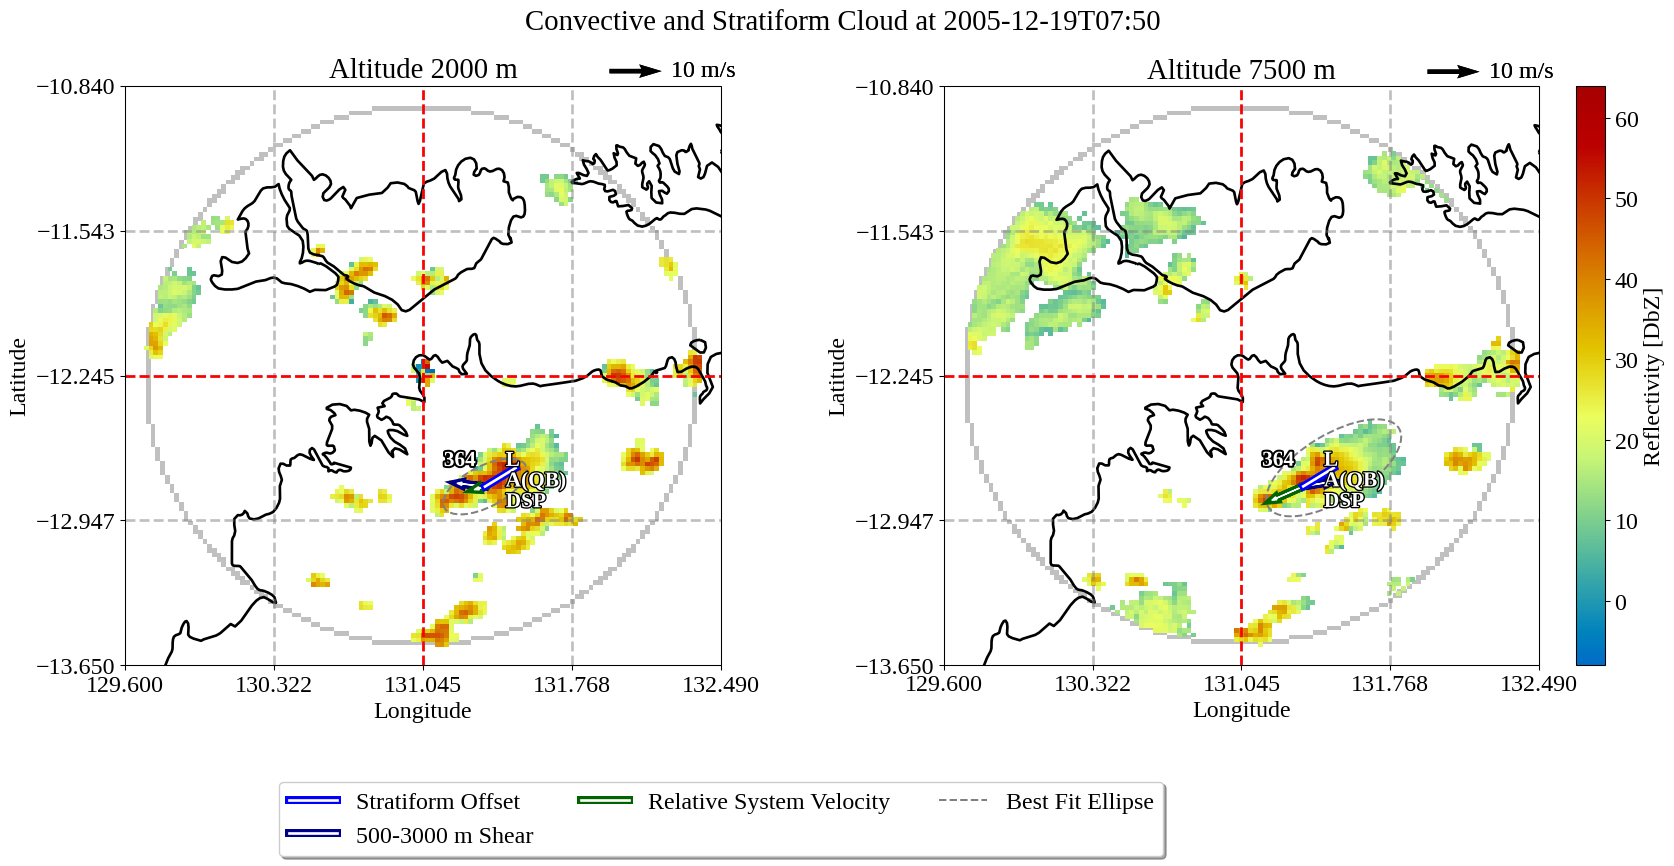 Convective and Stratiform Cloud at 2005-12-19T07:50
Altitude 2000 m
10 m/s
Altitude 7500 m
10 m/s
−10.840
−11.543
−12.245
−12.947
−13.650
Latitude
364
L
A(QB)
DSP
129.600 130.322 131.045 131.768 132.490
Longitude
−10.840
−11.543
−12.245
−12.947
−13.650
Latitude
364
L
A(QB)
DSP
129.600 130.322 131.045 131.768 132.490
Longitude
60
50
40
30
20
10
0
Reflectivity [DbZ]
Stratiform Offset
Relative System Velocity
Best Fit Ellipse
500-3000 m Shear